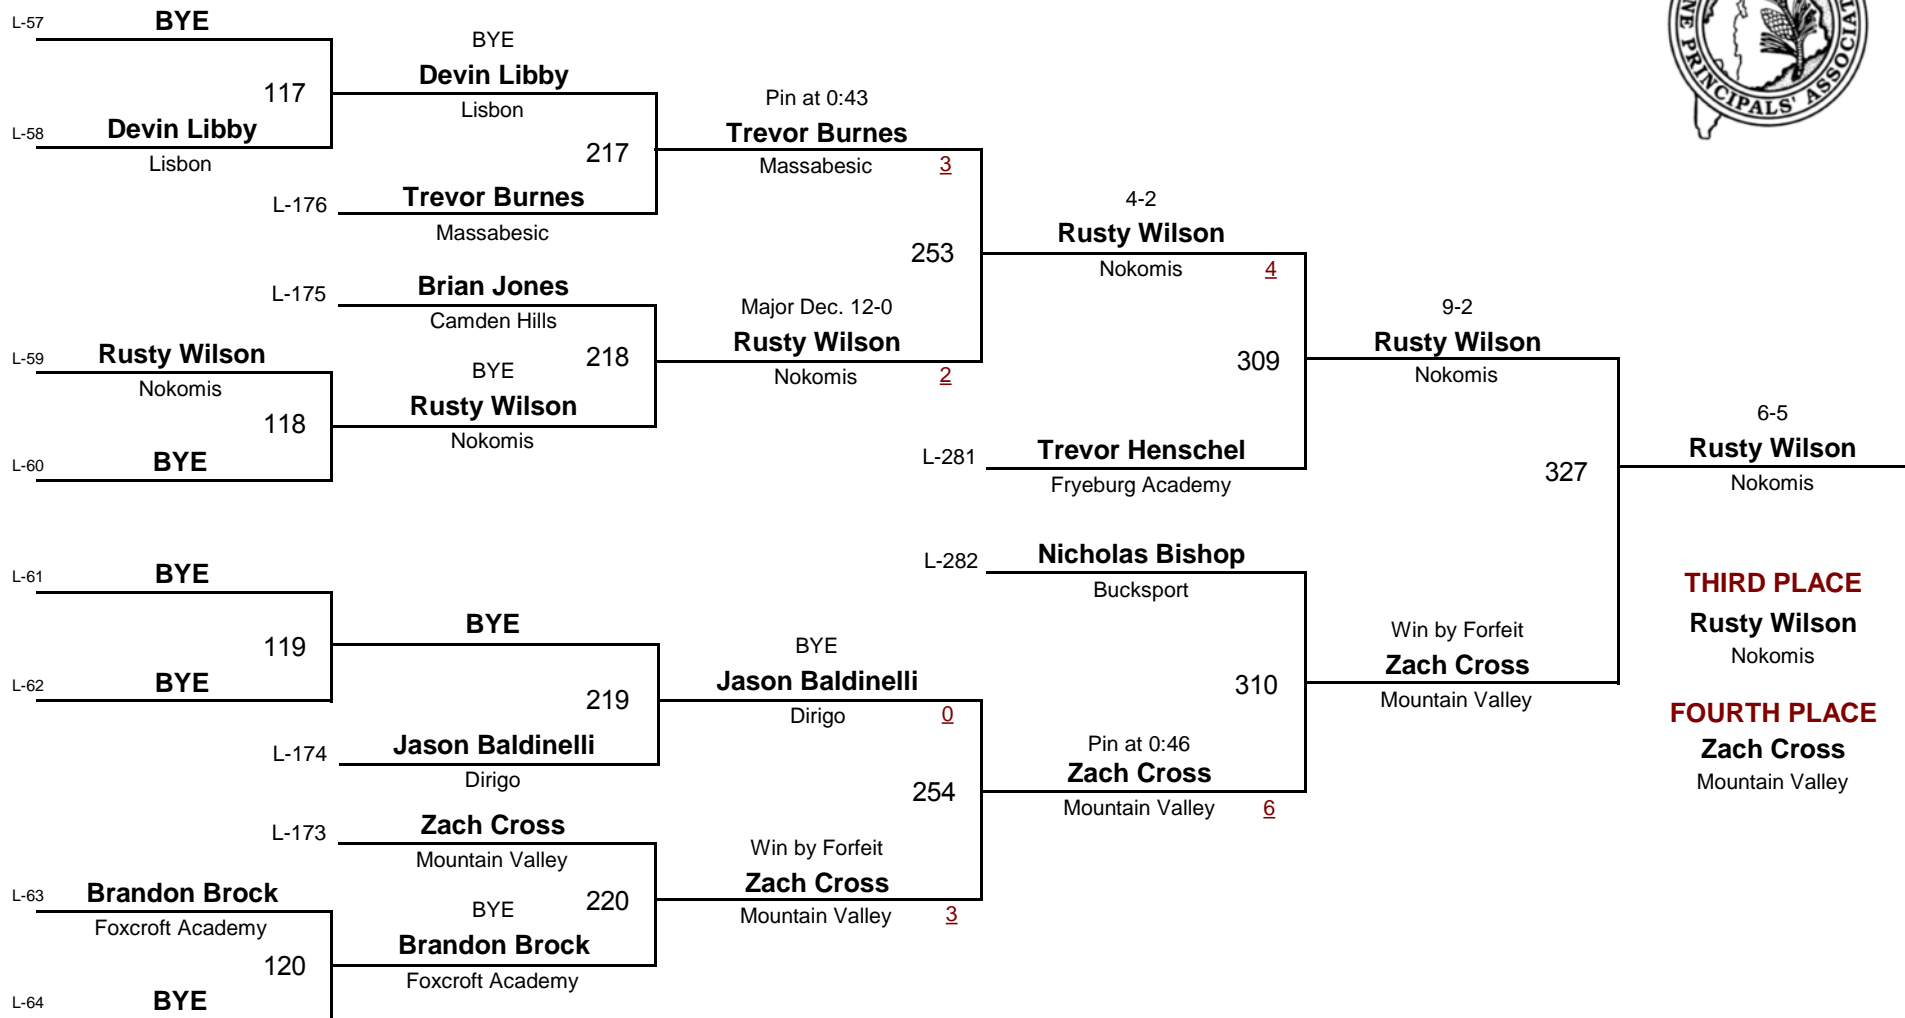 L-57
BYE
117
L-58
Devin Libby
Lisbon
BYE
Devin Libby
Lisbon
217
L-176
Trevor Burnes
Massabesic
Pin at 0:43
Trevor Burnes
Massabesic
3
L-175
Brian Jones
Camden Hills
L-59
Rusty Wilson
Nokomis
118
L-60
BYE
BYE
Rusty Wilson
Nokomis
218
Major Dec. 12-0
Rusty Wilson
Nokomis
2
253
4-2
Rusty Wilson
Nokomis
4
309
L-281
Trevor Henschel
Fryeburg Academy
9-2
Rusty Wilson
Nokomis
327
6-5
Rusty Wilson
Nokomis
L-61
BYE
119
L-62
BYE
BYE
219
L-174
Jason Baldinelli
Dirigo
BYE
Jason Baldinelli
Dirigo
0
254
L-173
Zach Cross
Mountain Valley
L-63
Brandon Brock
Foxcroft Academy
120
L-64
BYE
BYE
Brandon Brock
Foxcroft Academy
220
Win by Forfeit
Zach Cross
Mountain Valley
3
L-282
Nicholas Bishop
Bucksport
310
Pin at 0:46
Zach Cross
Mountain Valley
6
Win by Forfeit
Zach Cross
Mountain Valley
THIRD PLACE
Rusty Wilson
Nokomis
FOURTH PLACE
Zach Cross
Mountain Valley
NE PRINCIPALS' ASSOCIAT